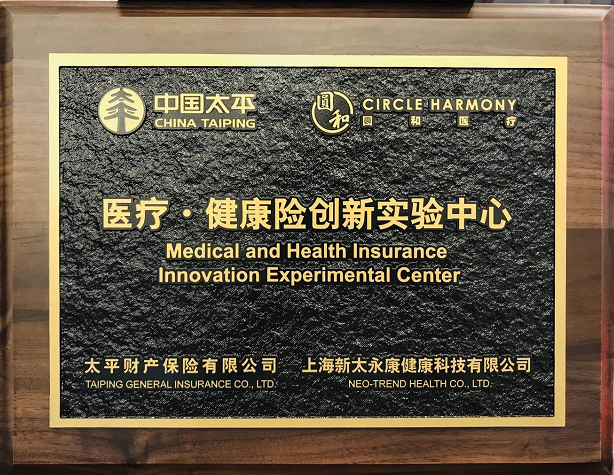 中国太平
CHINA TAIPING
圆和
CIRCLE HARMONY
圆和医疗
医疗·健康险创新实验中心
Medical and Health Insurance
Innovation Experimental Center
太平财产保险有限公司
TAIPING GENERAL INSURANCE CO., LTD.
上海新太永康健康科技有限公司
NEO-TREND HEALTH CO., LTD.